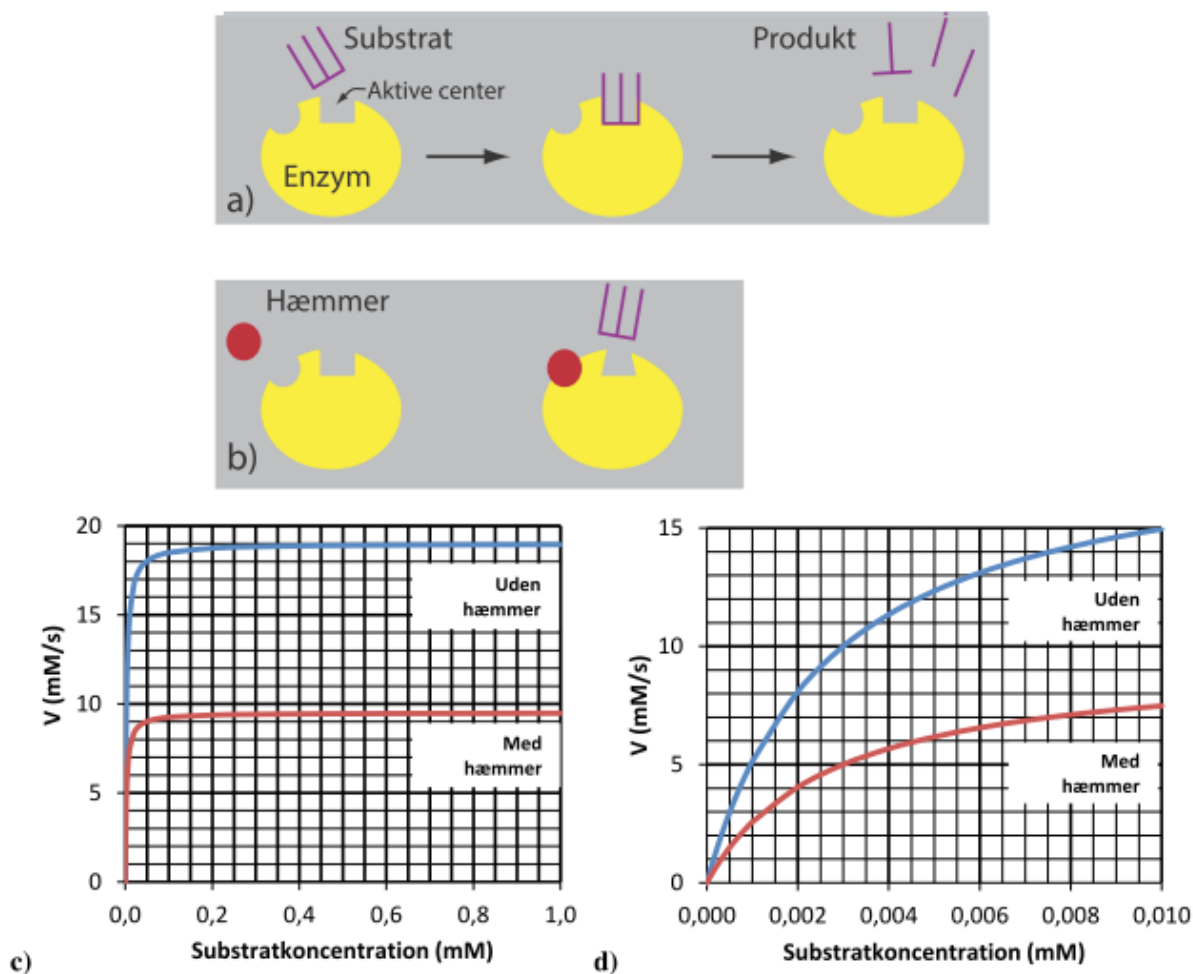 Substrat
Produkt
Aktive center
Enzym
a)
Hæmmer
b)
20
15
10
5
0
V (mM/s)
Uden
hæmmer
Med
hæmmer
0,0 0,2 0,4 0,6 0,8 1,0
Substratkoncentration (mM)
c)
15
10
5
0
V (mM/s)
Uden
hæmmer
Med
hæmmer
0,000 0,002 0,004 0,006 0,008 0,010
Substratkoncentration (mM)
d)